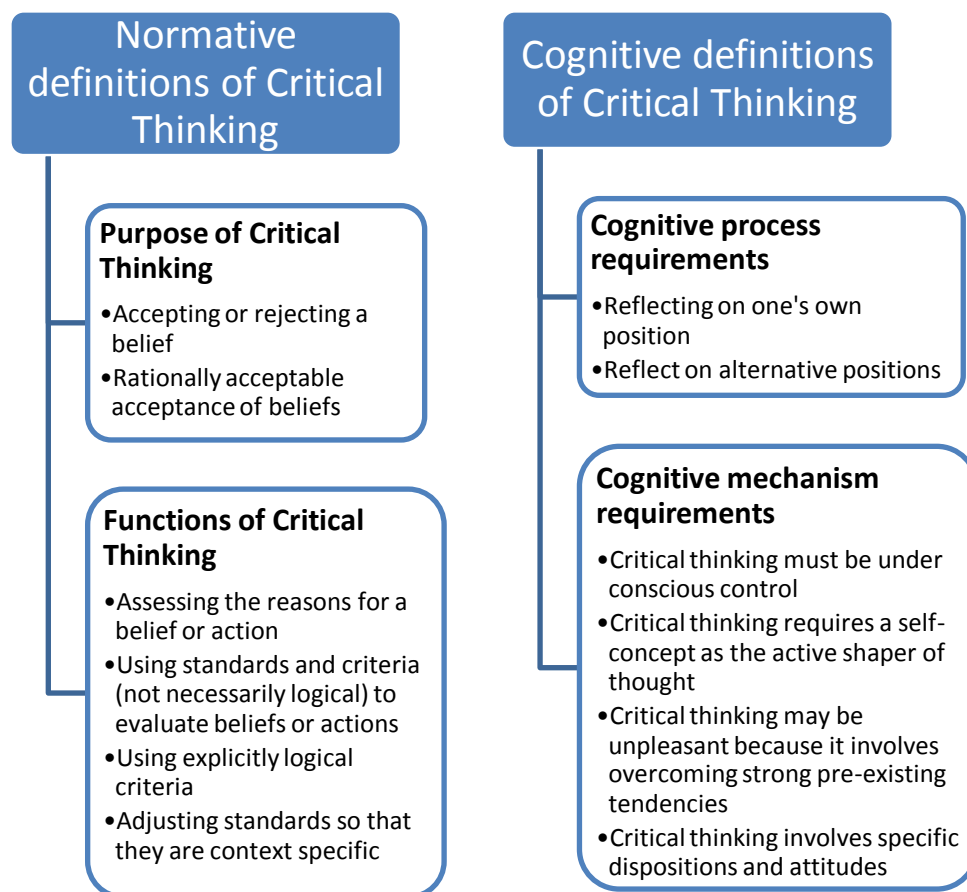 Normative
definitions of Critical
Thinking
Purpose of Critical
Thinking
•Accepting or rejecting a
belief
•Rationally acceptable
acceptance of beliefs
Functions of Critical
Thinking
•Assessing the reasons for a
belief or action
•Using standards and criteria
(not necessarily logical) to
evaluate beliefs or actions
•Using explicitly logical
criteria
•Adjusting standards so that
they are context specific
Cognitive definitions
of Critical Thinking
Cognitive process
requirements
•Reflecting on one's own
position
•Reflect on alternative positions
Cognitive mechanism
requirements
•Critical thinking must be under
conscious control
•Critical thinking requires a self-
concept as the active shaper of
thought
•Critical thinking may be
unpleasant because it involves
overcoming strong pre-existing
tendencies
•Critical thinking involves specific
dispositions and attitudes